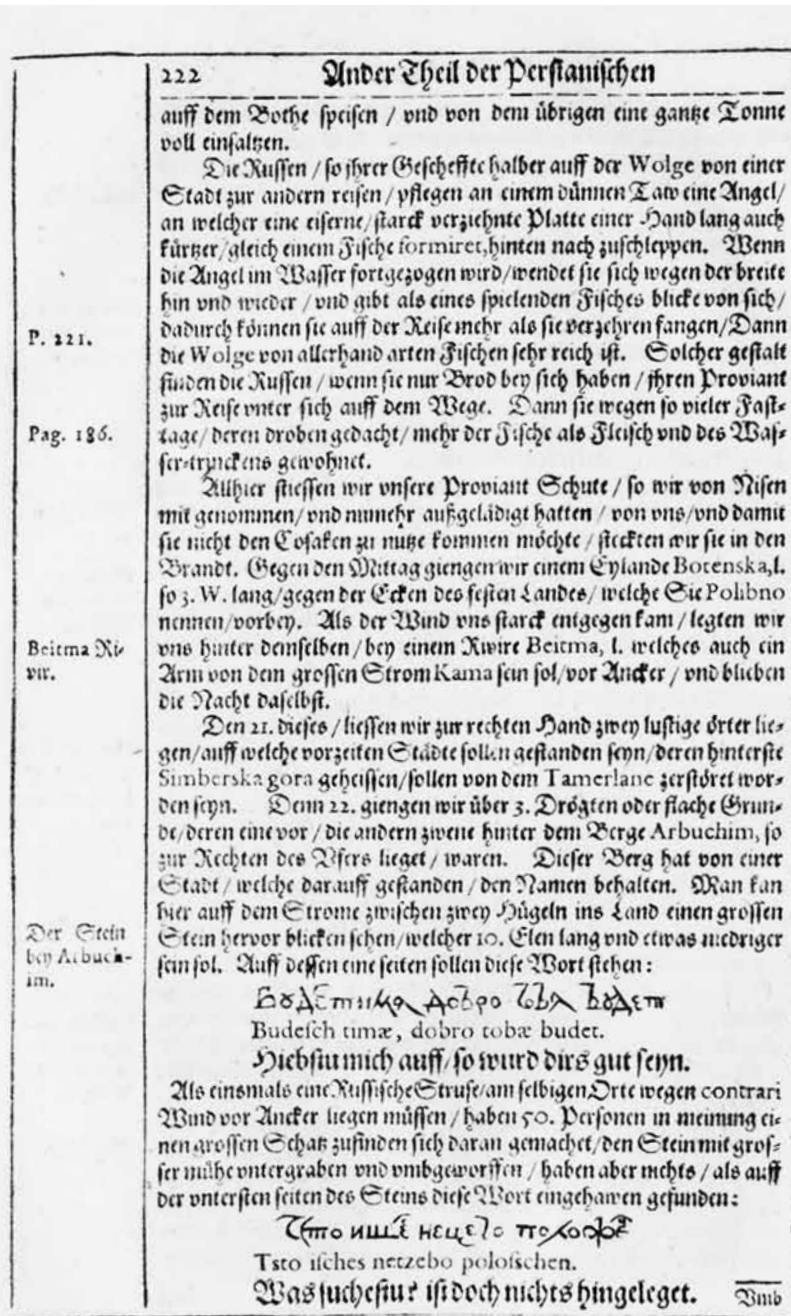 222 Ander Theil der Persianischen
auff dem Bothe speisen / vnd von dem übrigen eine gantze Tonne
voll einsaltzen.
Die Russen / so jhrer Gescheffte halber auff der Wolge von einer
Stadt zur andern reisen / pflegen an einem dünnen Taw eine Angel /
an welcher eine eiserne / starck verziehnte Platte einer Hand lang auch
kürtzer / gleich einem Fische formiret, hinten nach zuschleppen. Wenn
die Angel im Wasser fortgezogen wird / wendet sie sich wegen der breite
hin vnd wieder / vnd gibt als eines spielenden Fisches blicke von sich /
P. 221.
dadurch können sie auff der Reise mehr als sie verzehren fangen / Dann
die Wolge von allerhand arten Fischen sehr reich ist. Solcher gestalt
finden die Russen / wenn sie nur Brod bey sich haben / jhren Proviant
zur Reise vnter sich auff dem Wege. Dann sie wegen so vieler Fast-
Pag. 186.
tage / deren droben gedacht / mehr der Fische als Fleisch vnd des Was-
ser-trynckens gewohnet.
Allhier stiessen wir vnsere Proviant Schute / so wir von Nisen
mit genommen / vnd nunmehr außgelädigt hatten / von vns / vnd damit
sie nicht den Cosaken zu nutze kommen möchte / steckten wir sie in den
Brandt. Gegen den Mittag giengen wir einem Eylande Botenska, l.
so 3. W. lang / gegen der Ecken des festen Landes / welche Sie Polibno
nennen / vorbey. Als der Wind vns starck entgegen kam / legten wir
Beitma Ri-
vir.
vns hinter demselben / bey einem Rivire Beitma, l. welches auch ein
Arm von dem grossen Strom Kama sein sol / vor Ancker / vnd blieben
die Nacht daselbst.
Den 21. dieses / liessen wir zur rechten Hand zwey lustige örter lie-
gen / auff welche vorzeiten Städte sollen gestanden seyn / deren hinterste
Simberska gora geheissen / sollen von dem Tamerlane zerstöret wor-
den seyn. Denn 22. giengen wir über 3. Drögten oder flache Grün-
de / deren eine vor / die andern zwene hinter dem Berge Arbuchim, so
zur Rechten des Vfers lieget / waren. Dieser Berg hat von einer
Stadt / welche darauff gestanden / den Namen behalten. Man kan
hier auff dem Strome zwischen zwey Hügeln ins Land einen grossen
Der Stein
bey Arbuch-
im.
Stein hervor blicken sehen / welcher 10. Elen lang vnd etwas niedriger
sein sol. Auff dessen eine seiten sollen diese Wort stehen:
Budesch timæ, dobro tobæ budet.
Hiebstu mich auff / so wurd dirs gut seyn.
Als einsmals eine Russische Struse / am selbigen Orte wegen contrari
Wind vor Ancker liegen müssen / haben 50. Personen in meinung ei-
nen grossen Schatz zufinden sich daran gemachet / den Stein mit gros-
ser mühe vntergraben vnd vmbgeworffen / haben aber nichts / als auff
der vntersten seiten des Steins diese Wort eingehawen gefunden:
Tsto isches netzebo poloischen.
Was suchestu? ist doch nichts hingeleget. Vmb